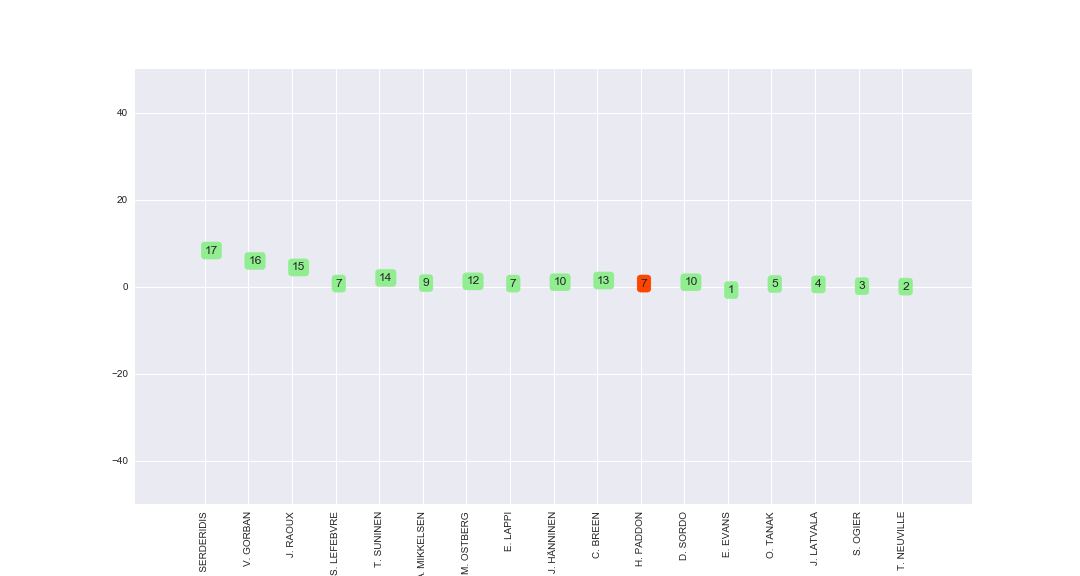 40
20
0
−20
−40
17
16
15
7
14
9
12
7
10
13
7
10
1
5
4
3
2
SERDERIDIS
V. GORBAN
J. RAOUX
S. LEFEBVRE
T. SUNINEN
MIKKELSEN
M. OSTBERG
E. LAPPI
J. HANNINEN
C. BREEN
H. PADDON
D. SORDO
E. EVANS
O. TANAK
J. LATVALA
S. OGIER
T. NEUVILLE